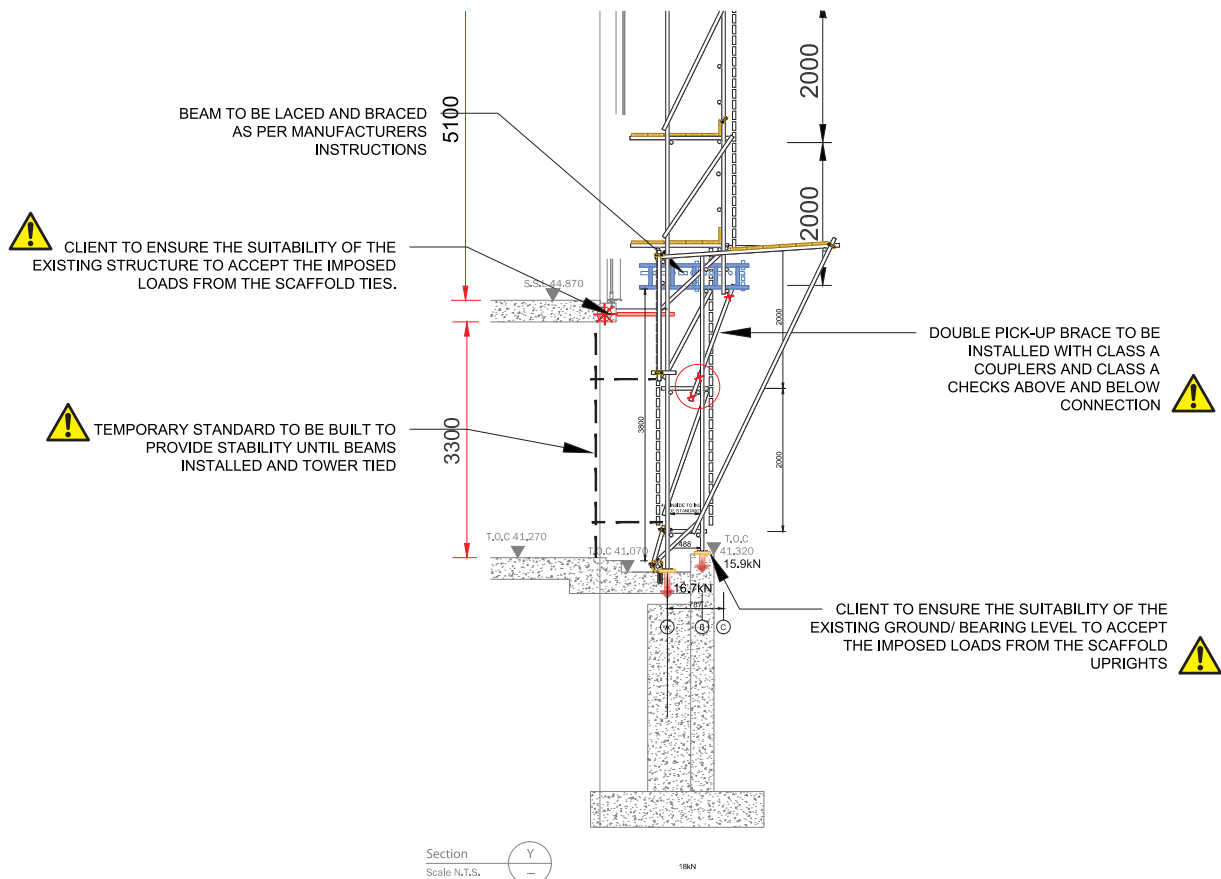 5100
2000
2000
BEAM TO BE LACED AND BRACED
AS PER MANUFACTURERS
INSTRUCTIONS
CLIENT TO ENSURE THE SUITABILITY OF THE
EXISTING STRUCTURE TO ACCEPT THE IMPOSED
LOADS FROM THE SCAFFOLD TIES.
S.S.L 44.870
2000
DOUBLE PICK-UP BRACE TO BE
INSTALLED WITH CLASS A
COUPLERS AND CLASS A
CHECKS ABOVE AND BELOW
CONNECTION
TEMPORARY STANDARD TO BE BUILT TO
PROVIDE STABILITY UNTIL BEAMS
INSTALLED AND TOWER TIED
3300
3800
2000
STANDARD
488
T.O.C 41.270
T.O.C 41.070
T.O.C
41.320
15.9kN
16.7kN
787
A
B
C
CLIENT TO ENSURE THE SUITABILITY OF THE
EXISTING GROUND/ BEARING LEVEL TO ACCEPT
THE IMPOSED LOADS FROM THE SCAFFOLD
UPRIGHTS
Section
Y
Scale N.T.S.
–
18kN